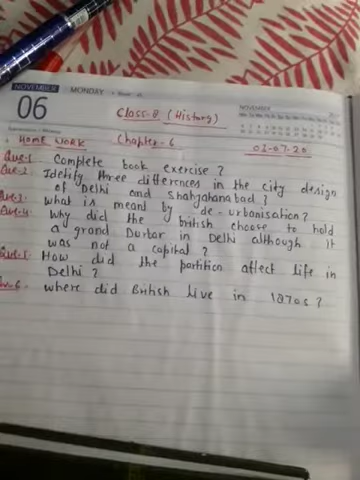 NOVEMBER MONDAY
06
NOVEMBER
Class-8 (History)
HOME WORK Chapter-6 03-07-20
Que-1 Complete book exercise?
Que-2 Idetify three differences in the city design
of Delhi and Shahjahanabad?
Que-3 what is meant by de-urbanisation?
Que-4 Why did the british choose to hold
a grand Durbar in Delhi although it
was not a capital?
Que-5 How did the partition affect life in
Delhi?
Que-6 where did British live in 1870s?